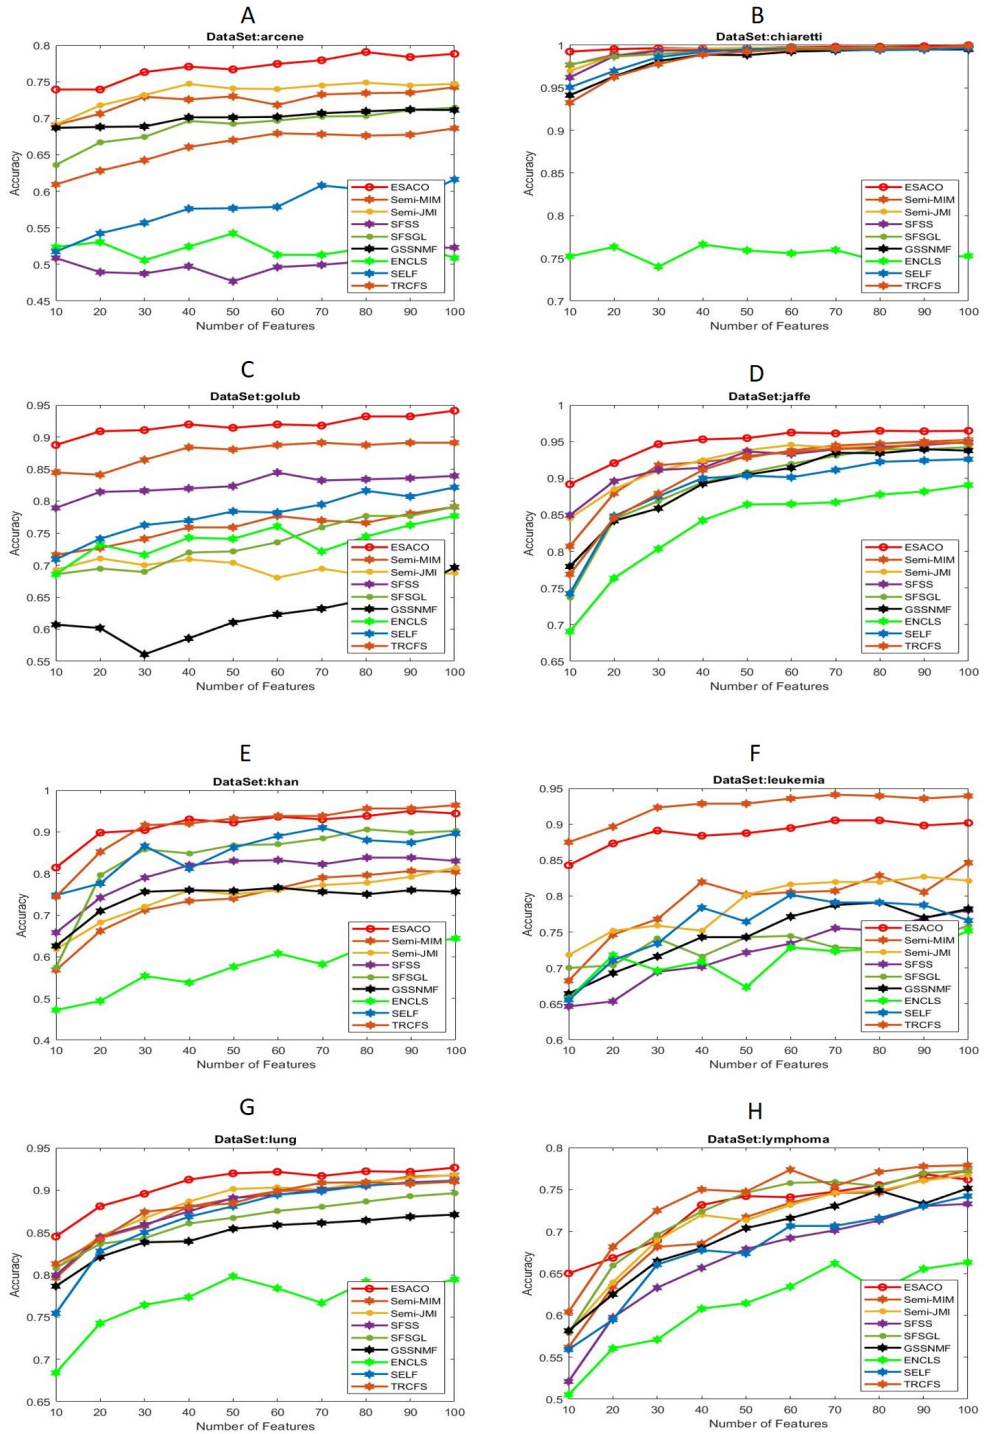 A
DataSet:arcene
0.8
0.75
0.7
0.65
0.6
0.55
0.5
0.45
Accuracy
ESACO
Semi-MIM
Semi-JMI
SFSS
SFSGL
GSSNMF
ENCLS
SELF
TRCFS
10 20 30 40 50 60 70 80 90 100
Number of Features
B
DataSet:chiaretti
1
0.95
0.9
0.85
0.8
0.75
0.7
Accuracy
ESACO
Semi-MIM
Semi-JMI
SFSS
SFSGL
GSSNMF
ENCLS
SELF
TRCFS
10 20 30 40 50 60 70 80 90 100
Number of Features
C
DataSet:golub
0.95
0.9
0.85
0.8
0.75
0.7
0.65
0.6
0.55
Accuracy
ESACO
Semi-MIM
Semi-JMI
SFSS
SFSGL
GSSNMF
ENCLS
SELF
TRCFS
10 20 30 40 50 60 70 80 90 100
Number of Features
D
DataSet:jaffe
1
0.95
0.9
0.85
0.8
0.75
0.7
0.65
Accuracy
ESACO
Semi-MIM
Semi-JMI
SFSS
SFSGL
GSSNMF
ENCLS
SELF
TRCFS
10 20 30 40 50 60 70 80 90 100
Number of Features
E
DataSet:khan
1
0.9
0.8
0.7
0.6
0.5
0.4
Accuracy
ESACO
Semi-MIM
Semi-JMI
SFSS
SFSGL
GSSNMF
ENCLS
SELF
TRCFS
10 20 30 40 50 60 70 80 90 100
Number of Features
F
DataSet:leukemia
0.95
0.9
0.85
0.8
0.75
0.7
0.65
0.6
Accuracy
ESACO
Semi-MIM
Semi-JMI
SFSS
SFSGL
GSSNMF
ENCLS
SELF
TRCFS
10 20 30 40 50 60 70 80 90 100
Number of Features
G
DataSet:lung
0.95
0.9
0.85
0.8
0.75
0.7
0.65
Accuracy
ESACO
Semi-MIM
Semi-JMI
SFSS
SFSGL
GSSNMF
ENCLS
SELF
TRCFS
10 20 30 40 50 60 70 80 90 100
Number of Features
H
DataSet:lymphoma
0.8
0.75
0.7
0.65
0.6
0.55
0.5
Accuracy
ESACO
Semi-MIM
Semi-JMI
SFSS
SFSGL
GSSNMF
ENCLS
SELF
TRCFS
10 20 30 40 50 60 70 80 90 100
Number of Features